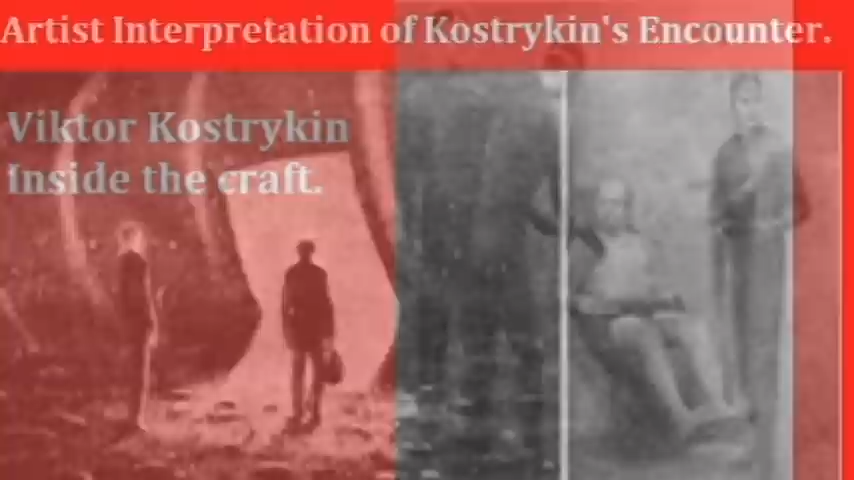 Artist Interpretation of Kostrykin's Encounter.
Viktor Kostrykin
Inside the craft.